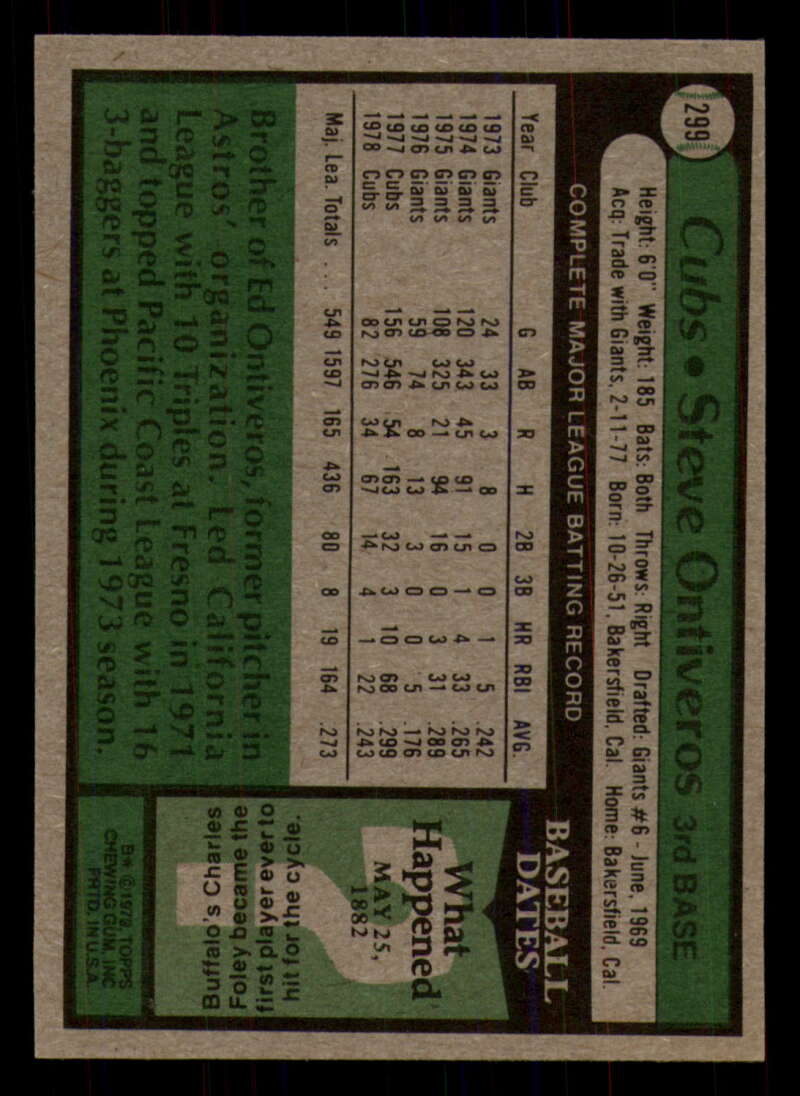 299
Cubs • Steve Ontiveros 3rd BASE
Height: 6'0" Weight: 185 Bats: Both Throws: Right Drafted: Giants #6 - June, 1969
Acq: Trade with Giants, 2-11-77 Born: 10-26-51, Bakersfield, Cal. Home: Bakersfield, Cal.
COMPLETE MAJOR LEAGUE BATTING RECORD
Year Club G AB R H 2B 3B HR RBI AVG.
1973 Giants 24 33 3 8 0 0 1 5 .242
1974 Giants 120 343 45 91 15 1 4 33 .265
1975 Giants 108 325 21 94 16 0 3 31 .289
1976 Giants 59 74 8 13 3 0 0 5 .176
1977 Cubs 156 546 54 163 32 3 10 68 .299
1978 Cubs 82 276 34 67 14 4 1 22 .243
Maj. Lea. Totals .... 549 1597 165 436 80 8 19 164 .273
Brother of Ed Ontiveros, former pitcher in
Astros' organization. Led California
League with 10 Triples at Fresno in 1971
and topped Pacific Coast League with 16
3-baggers at Phoenix during 1973 season.
BASEBALL
DATES
What
Happened
MAY 25,
1882
Buffalo's Charles
Foley became the
first player ever to
hit for the cycle.
B* © 1979, TOPPS
CHEWING GUM, INC.
PRTD. IN U.S.A.